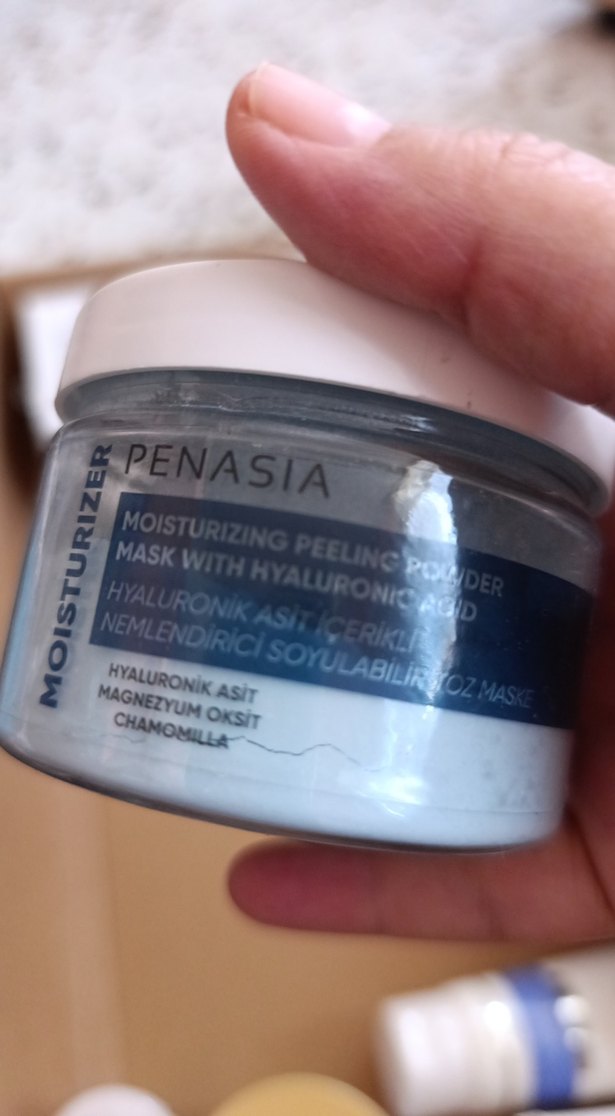 MOISTURIZER
PENASIA
MOISTURIZING PEELING POWDER
MASK WITH HYALURONIC ACID
HYALURONİK ASİT İÇERİKLİ
NEMLENDİRİCİ SOYULABİLİR TOZ MASKE
HYALURONİK ASİT
MAGNEZYUM OKSİT
CHAMOMILLA